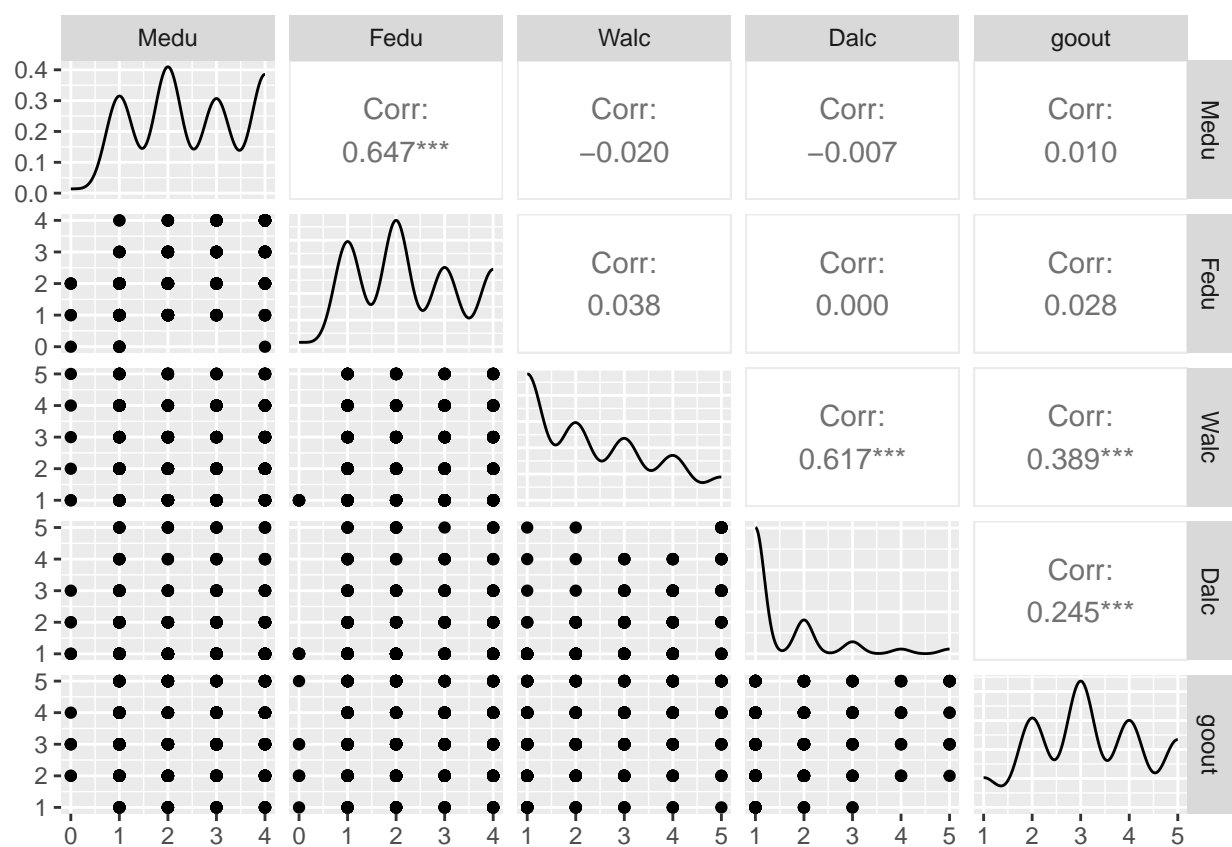 Medu
Fedu
Walc
Dalc
goout
0.4
0.3
0.2
0.1
0.0
Corr:
0.647***
Corr:
−0.020
Corr:
−0.007
Corr:
0.010
Medu
4
3
2
1
0
Corr:
0.038
Corr:
0.000
Corr:
0.028
Fedu
5
4
3
2
1
Corr:
0.617***
Corr:
0.389***
Walc
5
4
3
2
1
Corr:
0.245***
Dalc
5
4
3
2
1
goout
0 1 2 3 4
0 1 2 3 4
1 2 3 4 5
1 2 3 4 5
1 2 3 4 5